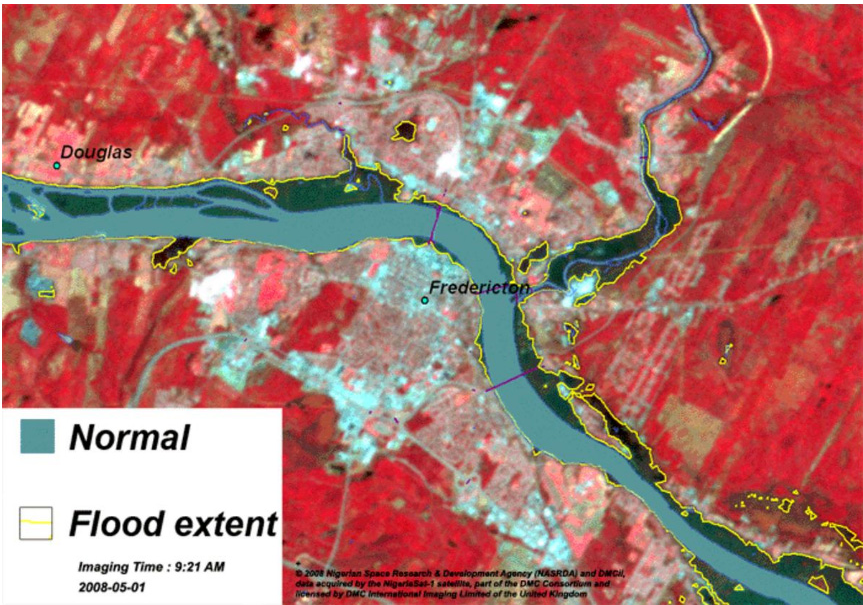 Douglas
Fredericton
Normal
Flood extent
Imaging Time : 9:21 AM
2008-05-01
© 2008 Nigerian Space Research & Development Agency (NASRDA) and DMCii,
data acquired by the NigeriaSat-1 satellite, part of the DMC Consortium and
licensed by DMC International Imaging Limited of the United Kingdom